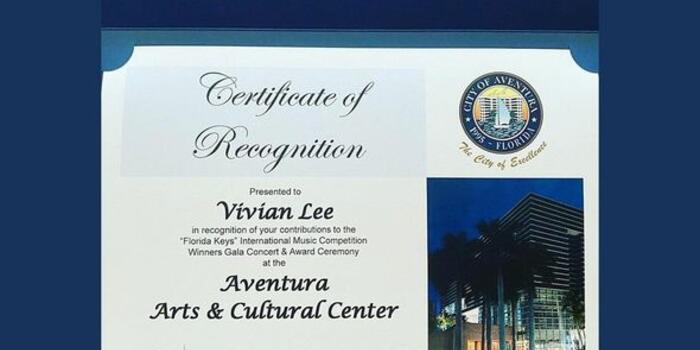 Certificate of
Recognition
CITY OF AVENTURA
1995 - FLORIDA
The City of Excellence
Presented to
Vivian Lee
in recognition of your contributions to the
"Florida Keys" International Music Competition
Winners Gala Concert & Award Ceremony
at the
Aventura
Arts & Cultural Center